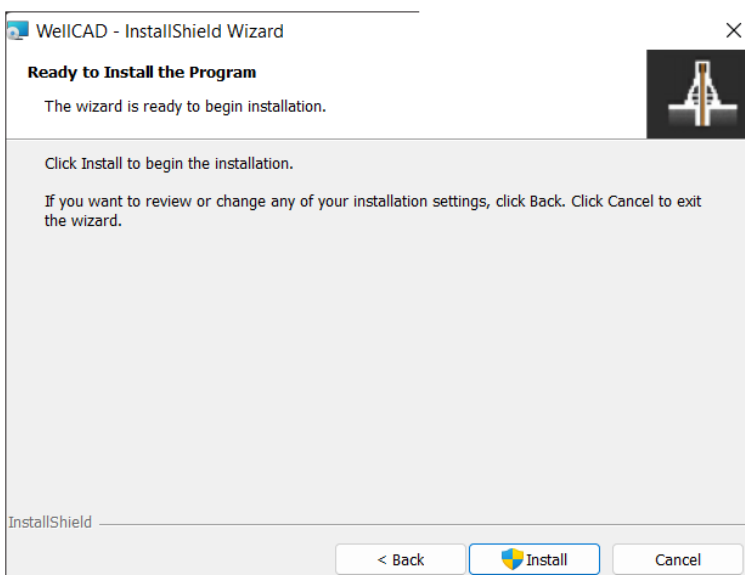 WellCAD - InstallShield Wizard
Ready to Install the Program
The wizard is ready to begin installation.
Click Install to begin the installation.
If you want to review or change any of your installation settings, click Back. Click Cancel to exit
the wizard.
InstallShield
< Back
Install
Cancel